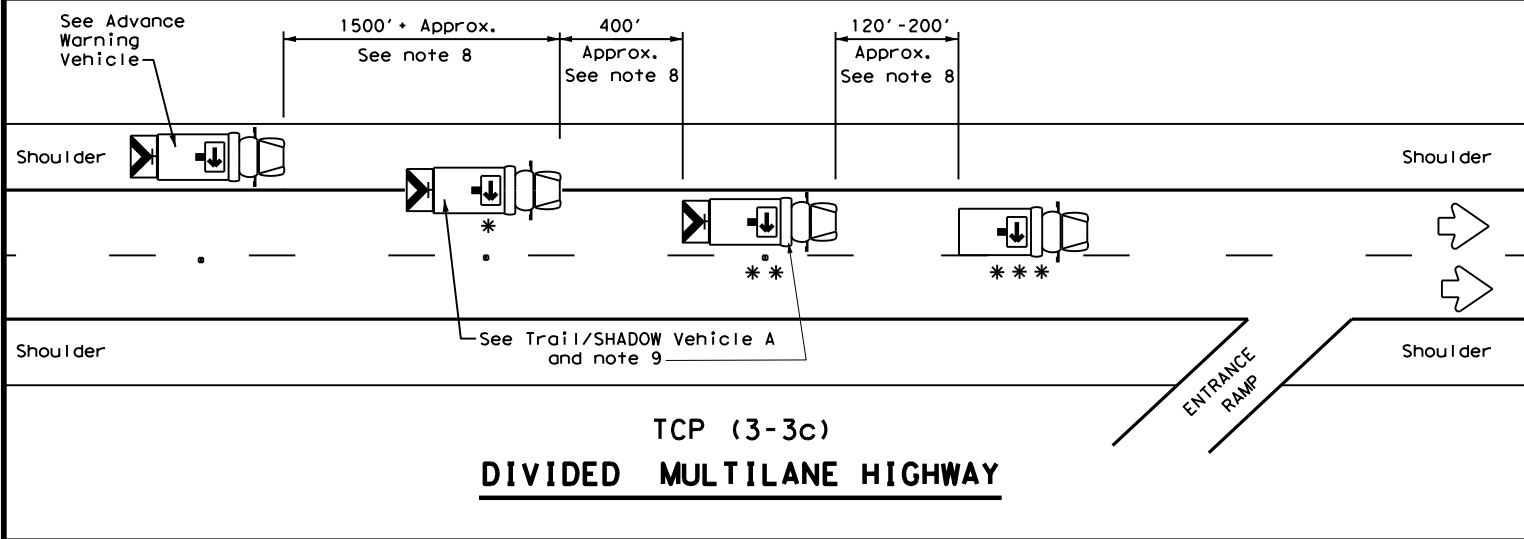 See Advance
Warning
Vehicle
1500'+ Approx.
See note 8
400'
Approx.
See note 8
120'-200'
Approx.
See note 8
Shoulder
Shoulder
*
**
***
See Trail/SHADOW Vehicle A
and note 9
Shoulder
Shoulder
ENTRANCE
RAMP
TCP (3-3c)
DIVIDED MULTILANE HIGHWAY